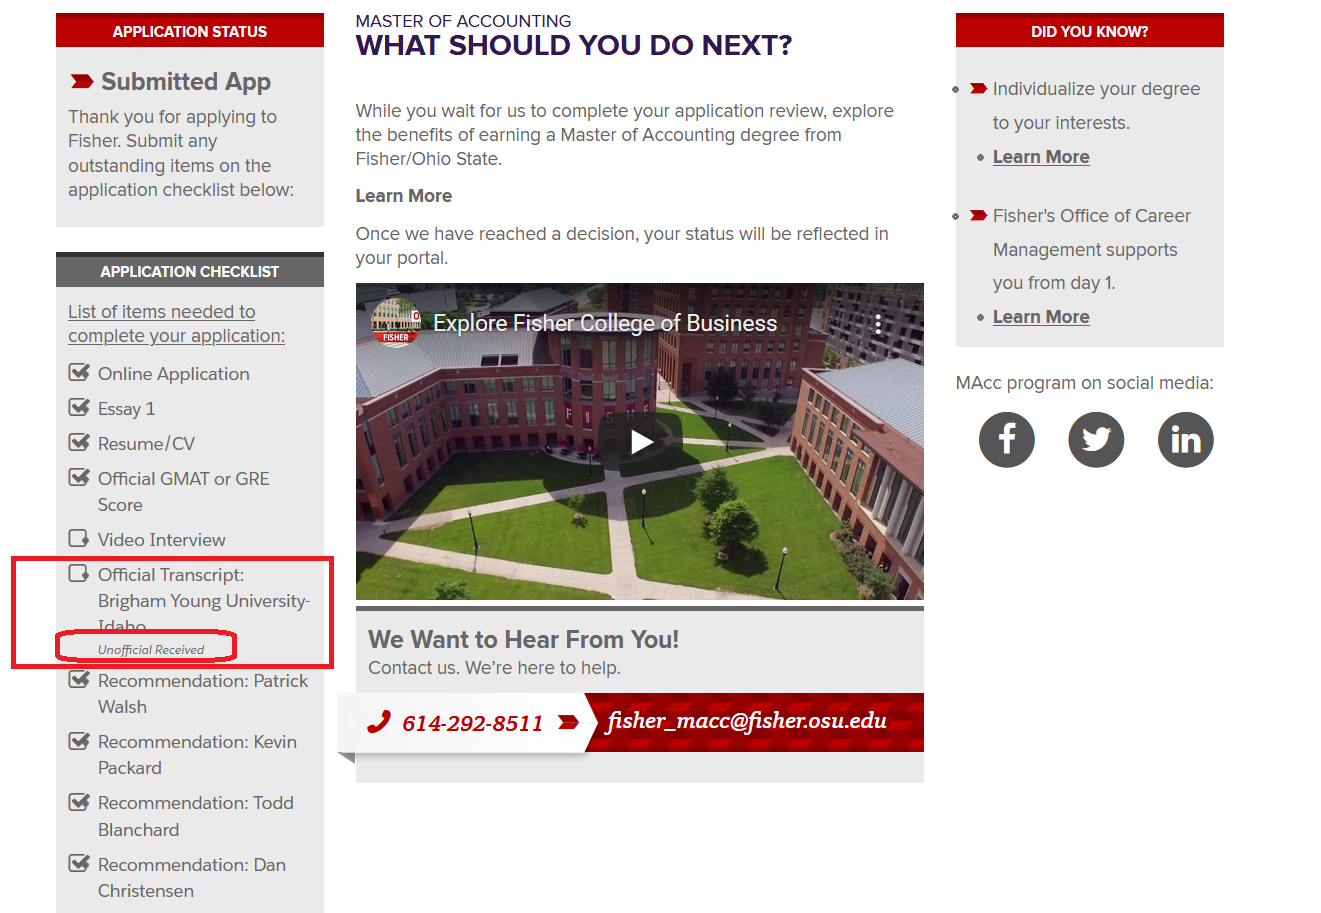 APPLICATION STATUS
Submitted App
Thank you for applying to
Fisher. Submit any
outstanding items on the
application checklist below:
APPLICATION CHECKLIST
List of items needed to
complete your application:
Online Application
Essay 1
Resume/CV
Official GMAT or GRE
Score
Video Interview
Official Transcript:
Brigham Young University-
Idaho
Unofficial Received
Recommendation: Patrick
Walsh
Recommendation: Kevin
Packard
Recommendation: Todd
Blanchard
Recommendation: Dan
Christensen
MASTER OF ACCOUNTING
WHAT SHOULD YOU DO NEXT?
While you wait for us to complete your application review, explore
the benefits of earning a Master of Accounting degree from
Fisher/Ohio State.
Learn More
Once we have reached a decision, your status will be reflected in
your portal.
FISHER
Explore Fisher College of Business
We Want to Hear From You!
Contact us. We’re here to help.
614-292-8511
fisher_macc@fisher.osu.edu
DID YOU KNOW?
Individualize your degree
to your interests.
Learn More
Fisher's Office of Career
Management supports
you from day 1.
Learn More
MAcc program on social media: